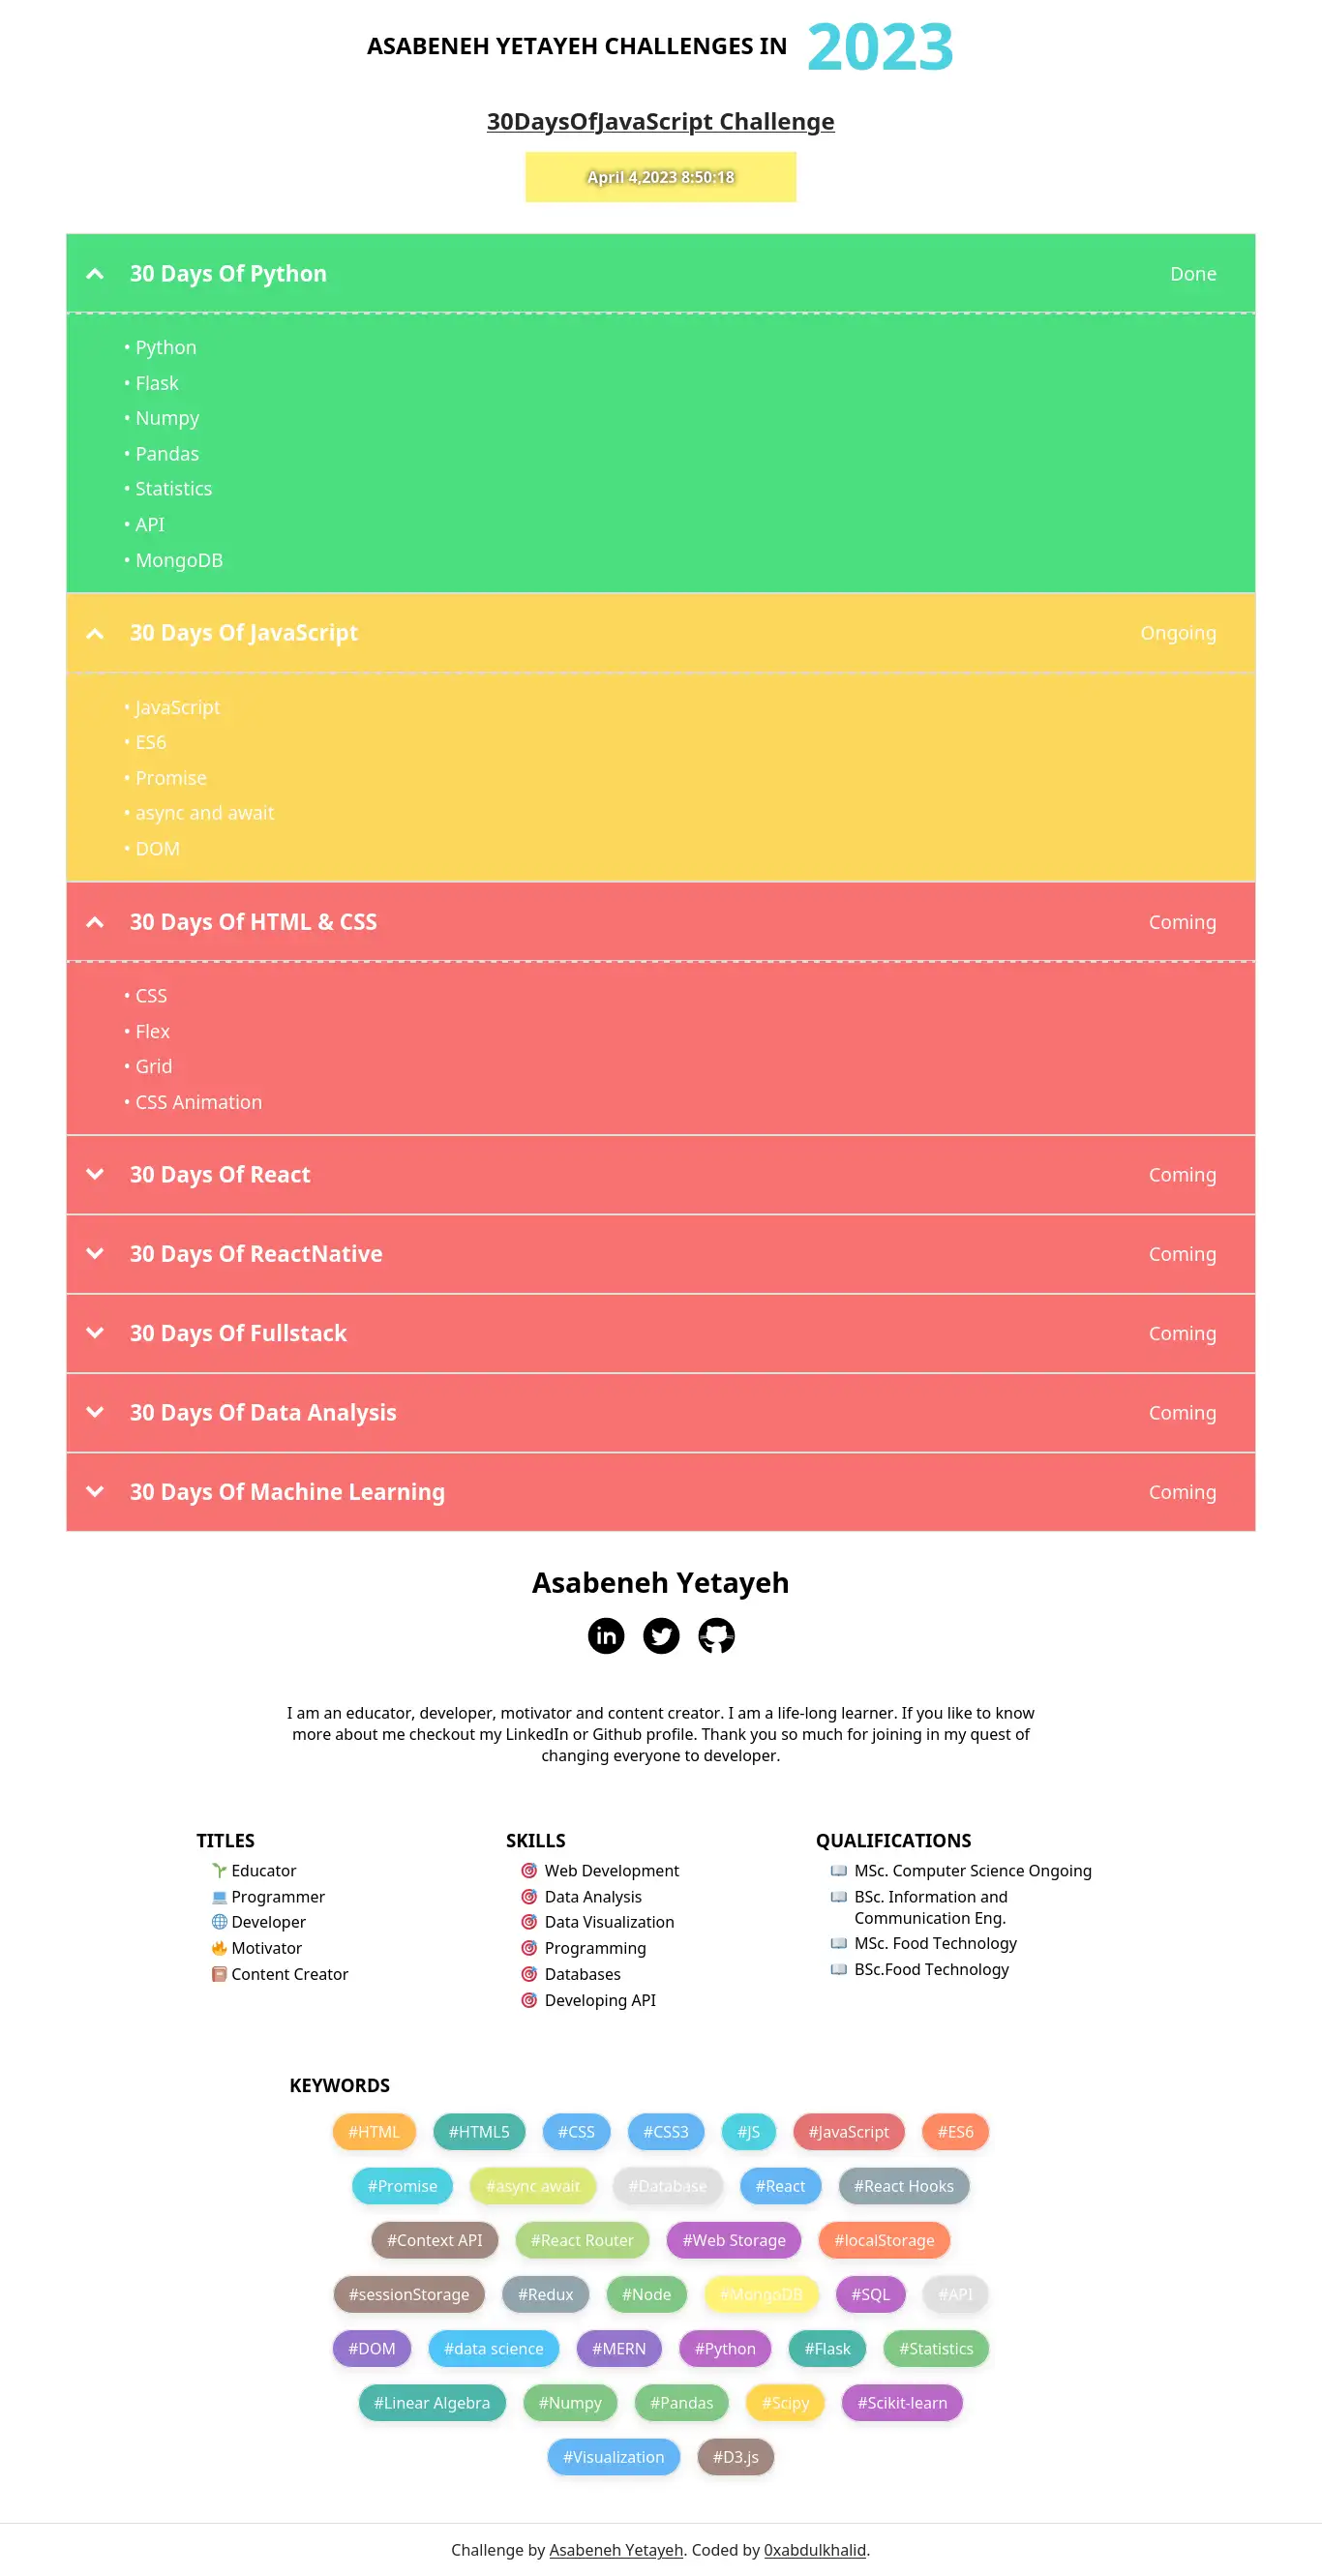 ASABENEH YETAYEH CHALLENGES IN 2023
30DaysOfJavaScript Challenge
April 4,2023 8:50:18
30 Days Of Python Done
• Python
• Flask
• Numpy
• Pandas
• Statistics
• API
• MongoDB
30 Days Of JavaScript Ongoing
• JavaScript
• ES6
• Promise
• async and await
• DOM
30 Days Of HTML & CSS Coming
• CSS
• Flex
• Grid
• CSS Animation
30 Days Of React Coming
30 Days Of ReactNative Coming
30 Days Of Fullstack Coming
30 Days Of Data Analysis Coming
30 Days Of Machine Learning Coming
Asabeneh Yetayeh
in
I am an educator, developer, motivator and content creator. I am a life-long learner. If you like to know
more about me checkout my LinkedIn or Github profile. Thank you so much for joining in my quest of
changing everyone to developer.
TITLES
Educator
Programmer
Developer
Motivator
Content Creator
SKILLS
Web Development
Data Analysis
Data Visualization
Programming
Databases
Developing API
QUALIFICATIONS
MSc. Computer Science Ongoing
BSc. Information and
Communication Eng.
MSc. Food Technology
BSc.Food Technology
KEYWORDS
#HTML #HTML5 #CSS #CSS3 #JS #JavaScript #ES6
#Promise #async await #Database #React #React Hooks
#Context API #React Router #Web Storage #localStorage
#sessionStorage #Redux #Node #MongoDB #SQL #API
#DOM #data science #MERN #Python #Flask #Statistics
#Linear Algebra #Numpy #Pandas #Scipy #Scikit-learn
#Visualization #D3.js
Challenge by Asabeneh Yetayeh. Coded by 0xabdulkhalid.